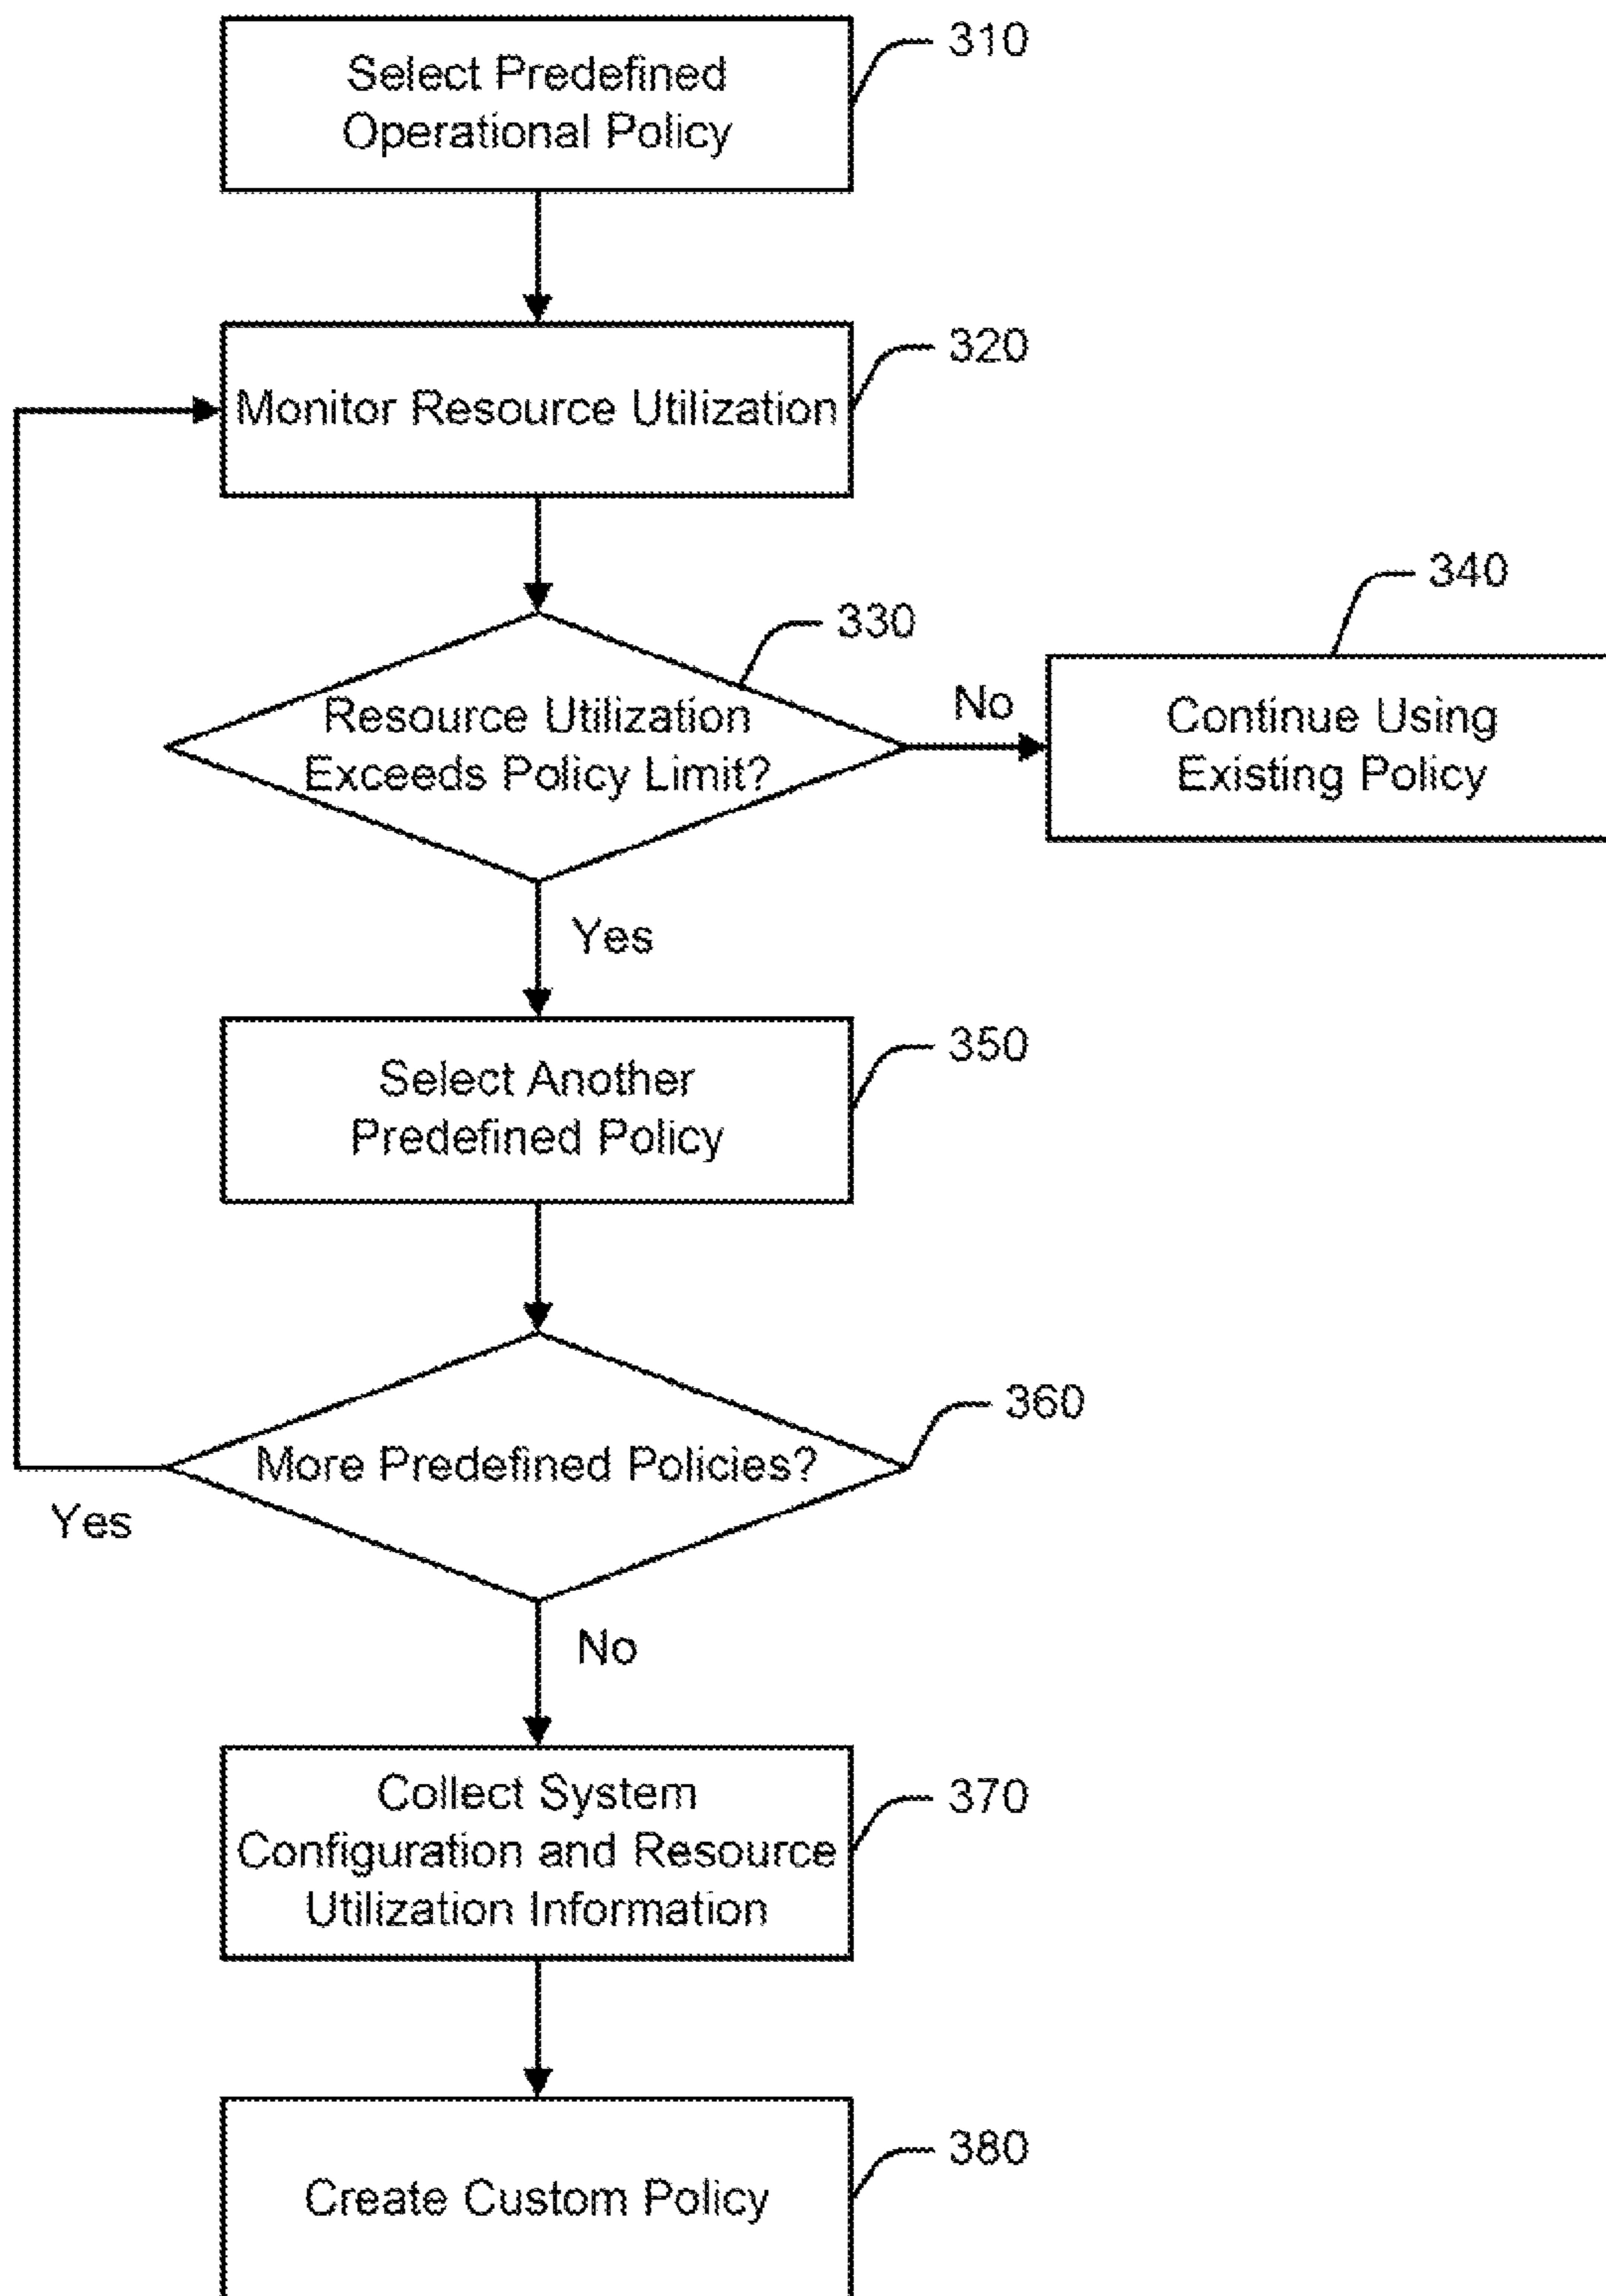 Select Predefined
Operational Policy
310
Monitor Resource Utilization
320
Resource Utilization
Exceeds Policy Limit?
330
No
Continue Using
Existing Policy
340
Yes
Select Another
Predefined Policy
350
More Predefined Policies?
360
Yes
No
Collect System
Configuration and Resource
Utilization Information
370
Create Custom Policy
380